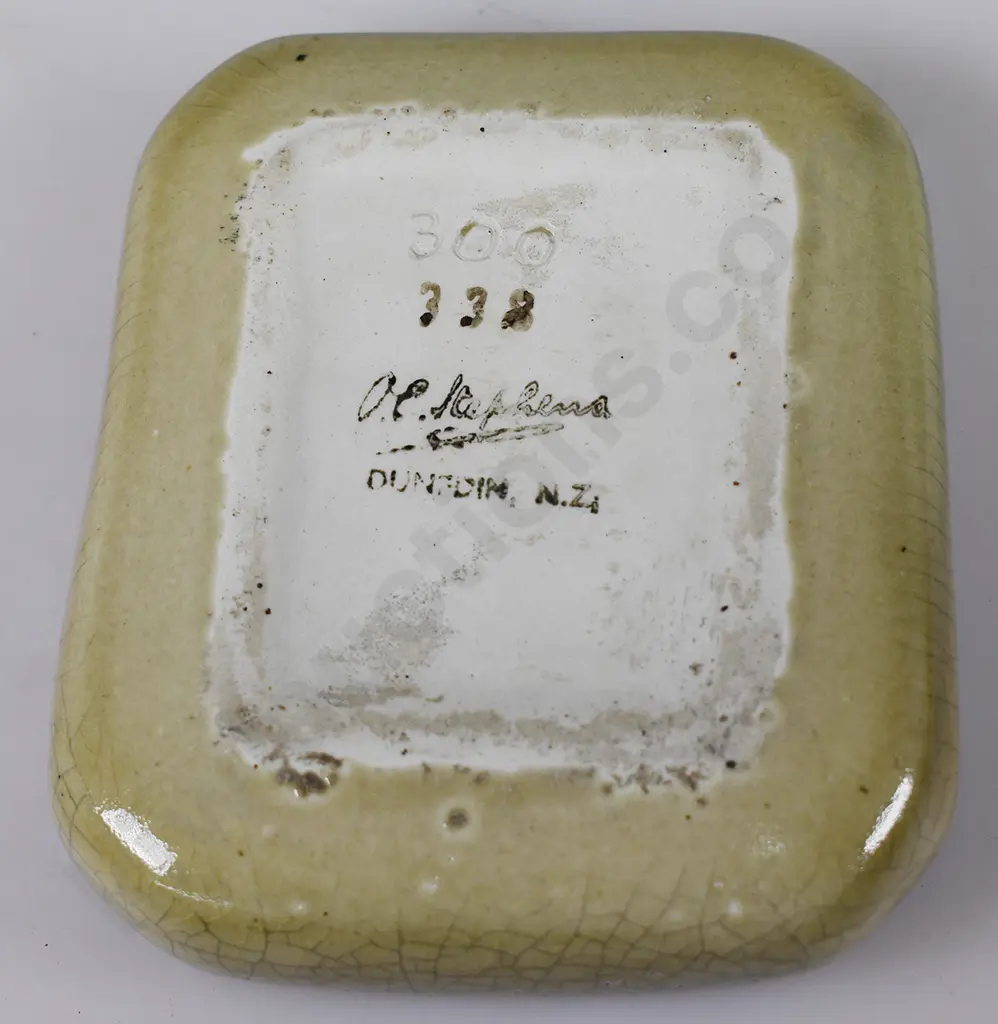 300
338
O.C. Stephens
DUNEDIN, N.Z.